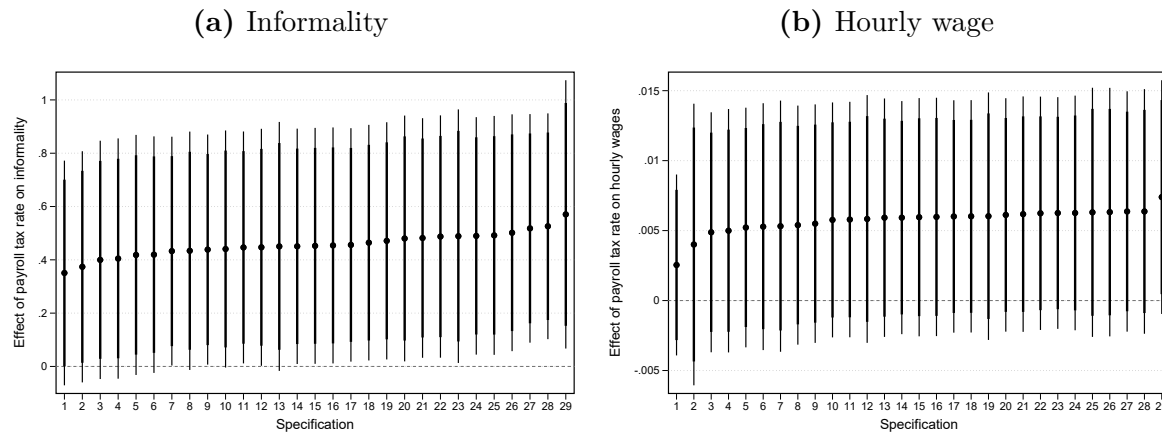 (a) Informality
Effect of payroll tax rate on informality
1
.8
.6
.4
.2
0
1 2 3 4 5 6 7 8 9 10 11 12 13 14 15 16 17 18 19 20 21 22 23 24 25 26 27 28 29
Specification
(b) Hourly wage
Effect of payroll tax rate on hourly wages
.015
.01
.005
0
-.005
1 2 3 4 5 6 7 8 9 10 11 12 13 14 15 16 17 18 19 20 21 22 23 24 25 26 27 28 2
Specification